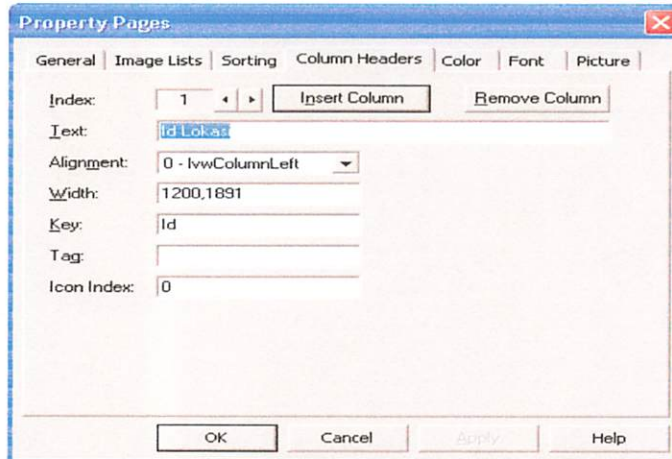 Property Pages
General Image Lists Sorting Column Headers Color Font Picture
Index: 1 Insert Column Remove Column
Text: Id Lokasi
Alignment: 0 - lvwColumnLeft
Width: 1200,1891
Key: Id
Tag:
Icon Index: 0
OK Cancel Apply Help